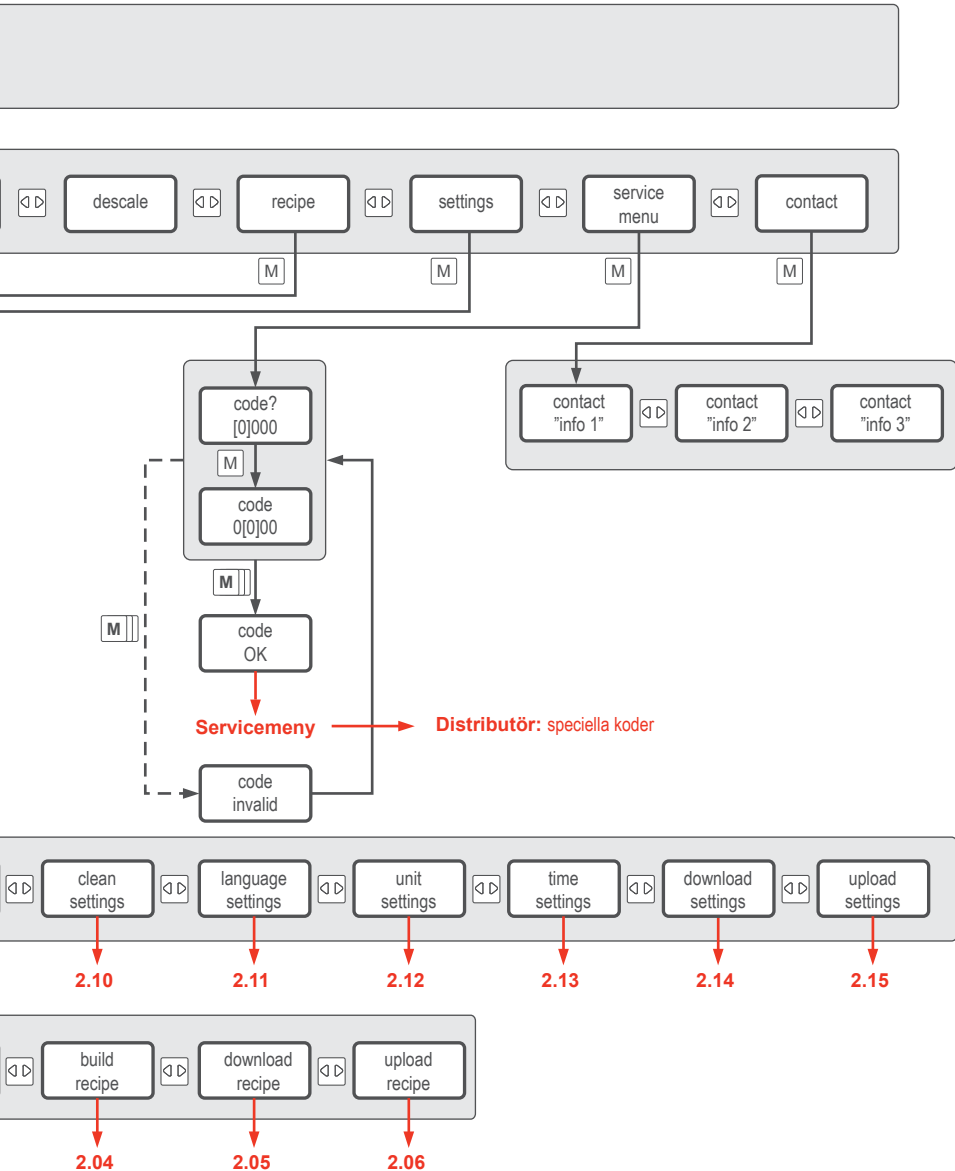 descale
recipe
settings
service
menu
contact
M
M
M
M
code?
[0]000
M
code
0[0]00
M
M
code
OK
Servicemeny
Distributör: speciella koder
code
invalid
contact
”info 1”
contact
”info 2”
contact
”info 3”
clean
settings
language
settings
unit
settings
time
settings
download
settings
upload
settings
2.10
2.11
2.12
2.13
2.14
2.15
build
recipe
download
recipe
upload
recipe
2.04
2.05
2.06